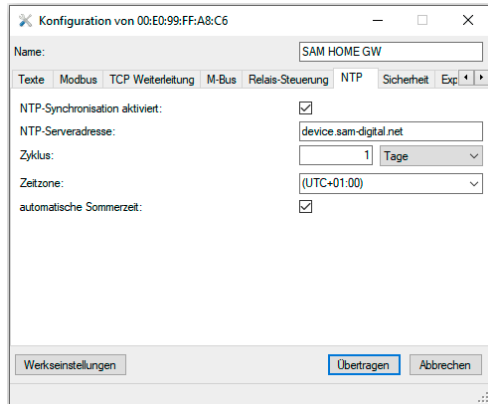 Konfiguration von 00:E0:99:FF:A8:C6
Name: SAM HOME GW
Texte Modbus TCP Weiterleitung M-Bus Relais-Steuerung NTP Sicherheit Exp
NTP-Synchronisation aktiviert:
NTP-Serveradresse: device.sam-digital.net
Zyklus: 1 Tage
Zeitzone: (UTC+01:00)
automatische Sommerzeit:
Werkseinstellungen Übertragen Abbrechen